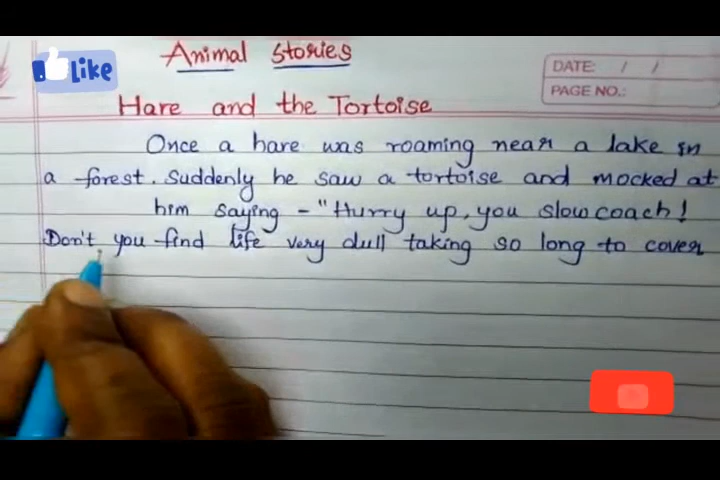 Like
Animal Stories
DATE: / /
PAGE NO.:
Hare and the Tortoise
Once a hare was roaming near a lake in
a forest. Suddenly he saw a tortoise and mocked at
him saying - "Hurry up, you slow coach!
Don't you find life very dull taking so long to cover